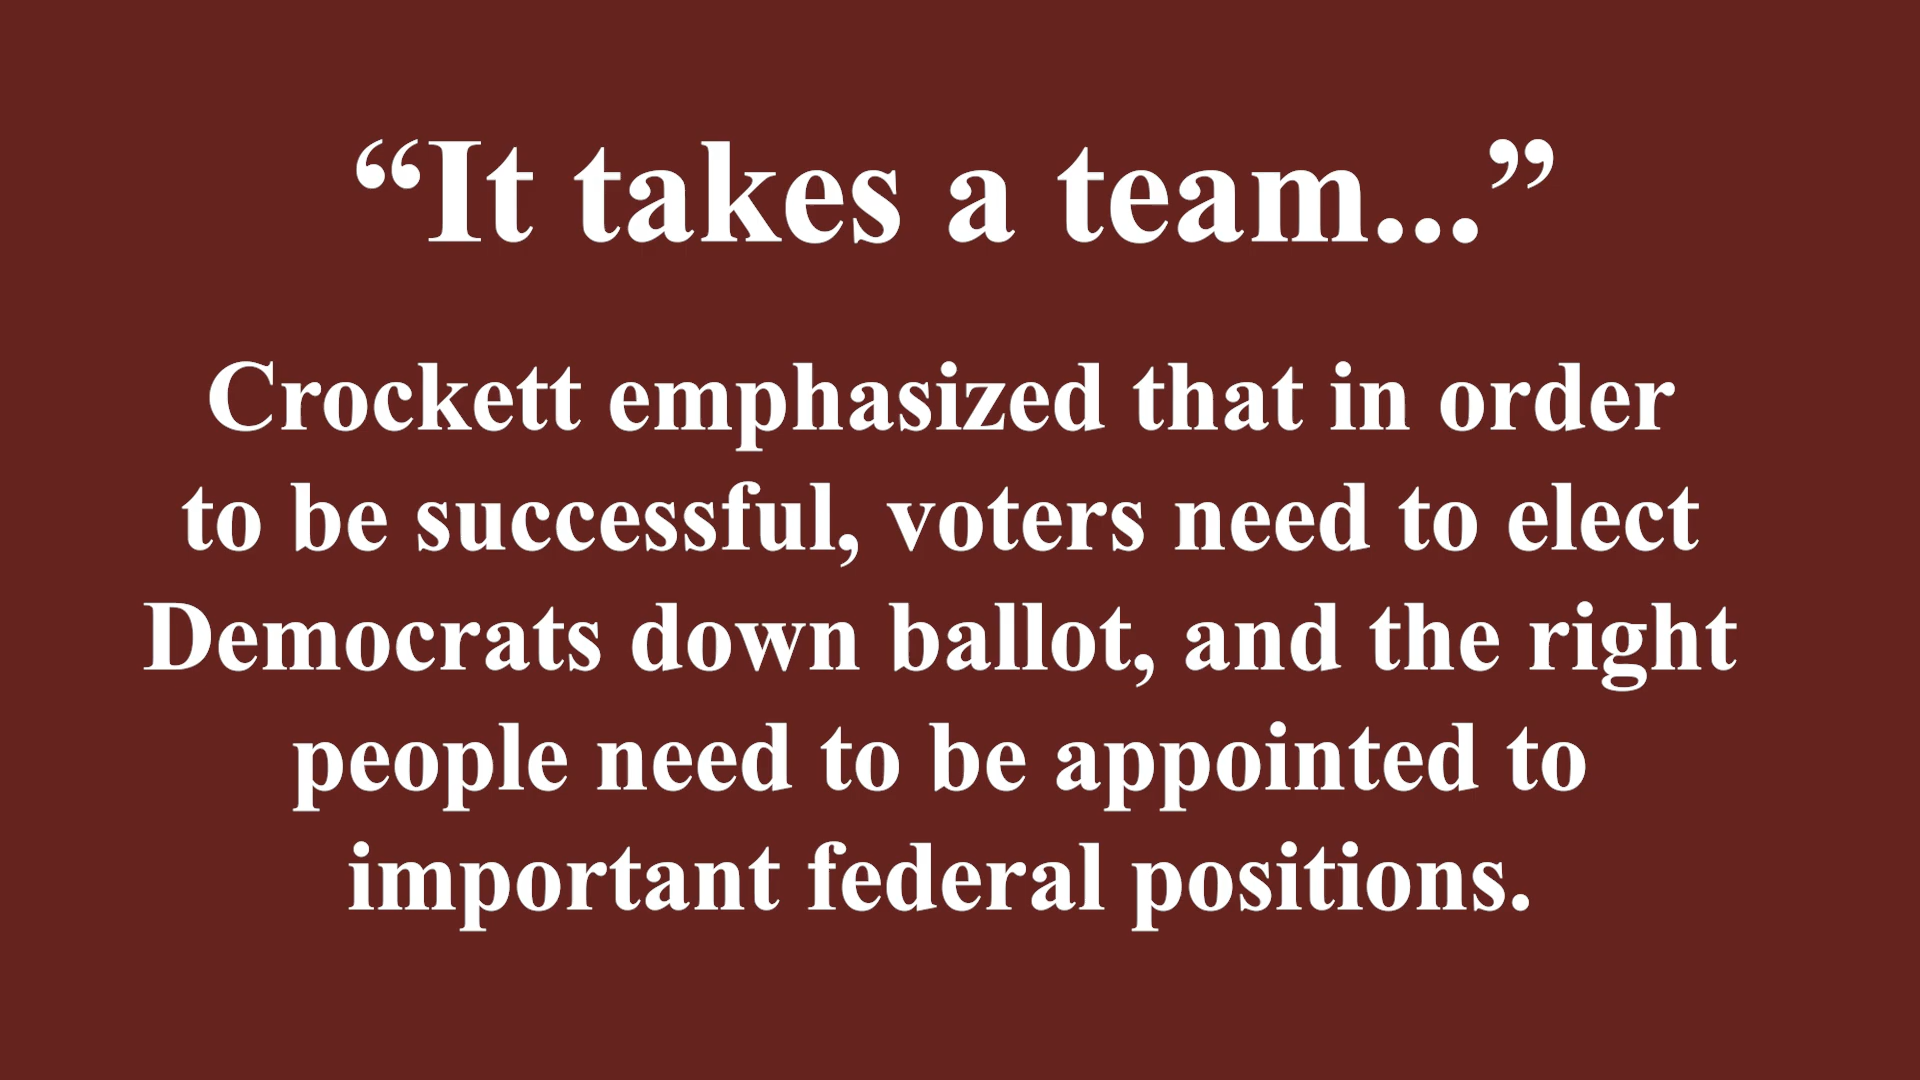 “It takes a team...”
Crockett emphasized that in order
to be successful, voters need to elect
Democrats down ballot, and the right
people need to be appointed to
important federal positions.